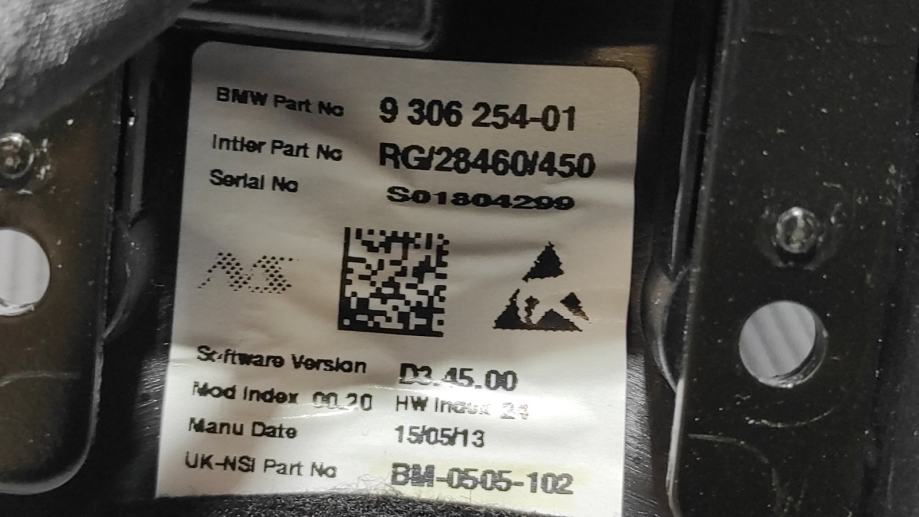 BMW Part No 9 306 254-01
Intier Part No RG/28460/450
Serial No S01804299
NS
Software Version D3.45.00
Mod Index 00.20 HW Index 24
Manu Date 15/05/13
UK-NSI Part No BM-0505-102